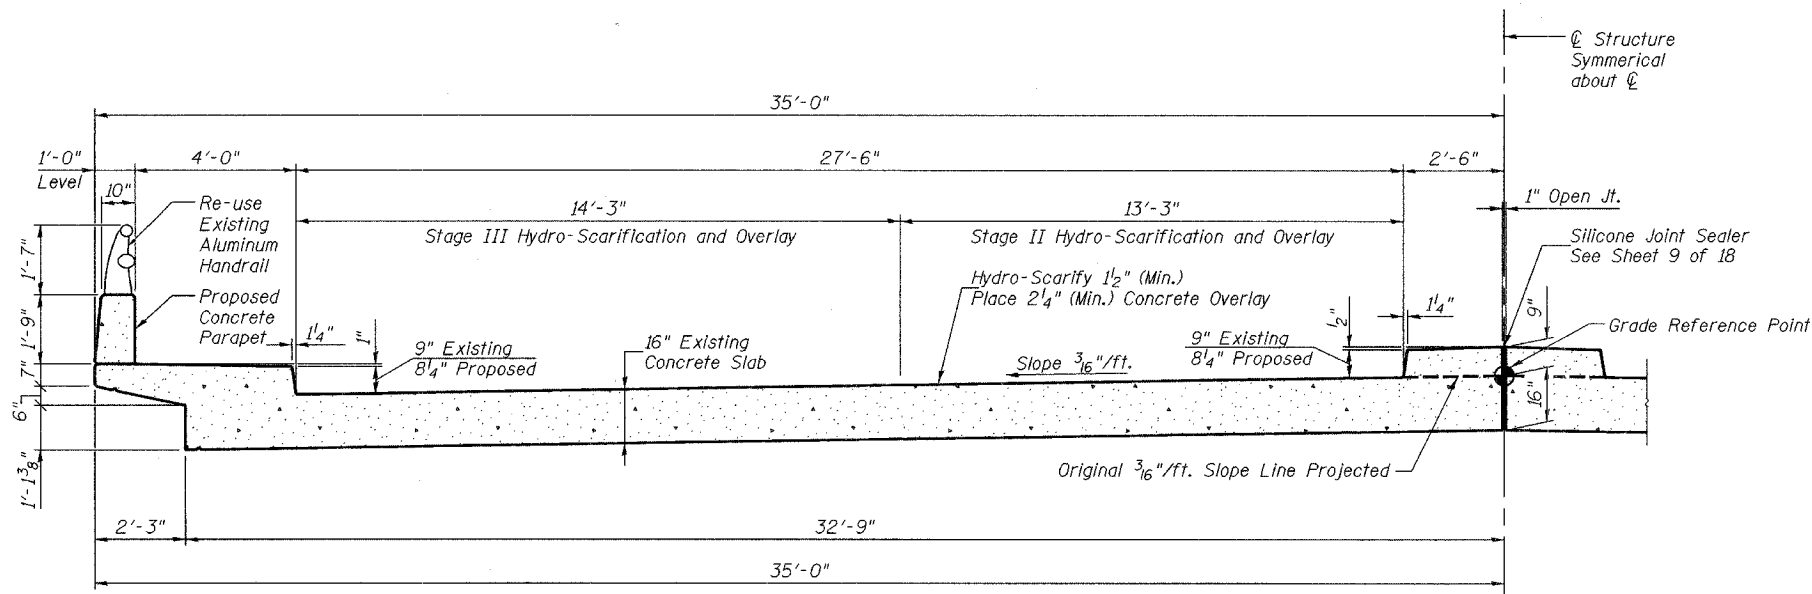 ℄ Structure
Symmerical
about ℄
35'-0"
1'-0"
Level
4'-0"
27'-6"
2'-6"
10"
Re-use
Existing
Aluminum
Handrail
14'-3"
Stage III Hydro-Scarification and Overlay
13'-3"
Stage II Hydro-Scarification and Overlay
1" Open Jt.
Silicone Joint Sealer
See Sheet 9 of 18
1'-7"
Hydro-Scarify 1½" (Min.)
Place 2¼" (Min.) Concrete Overlay
Proposed
Concrete
Parapet
1'-9"
1¼"
1"
9" Existing
8¼" Proposed
16" Existing
Concrete Slab
Slope 3/16"/ft.
9" Existing
8¼" Proposed
½"
1¼"
9"
Grade Reference Point
7"
6"
16"
1'-1⅜"
Original 3/16"/ft. Slope Line Projected
2'-3"
32'-9"
35'-0"